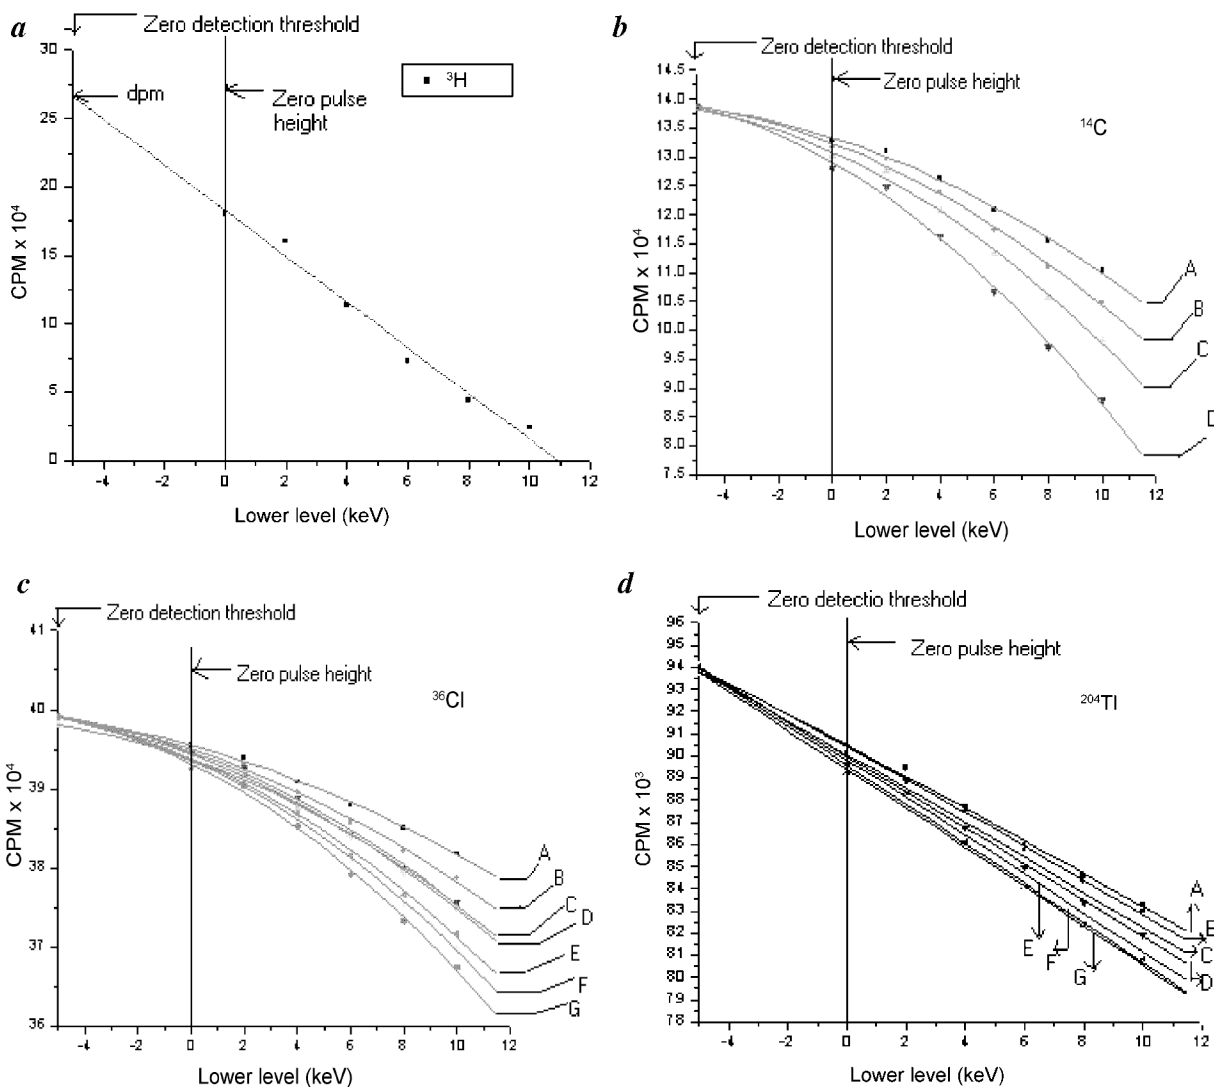 a
Zero detection threshold
30
25
20
15
10
5
0
dpm
Zero pulse
height
³H
CPM x 10⁴
-4 -2 0 2 4 6 8 10 12
Lower level (keV)
b
Zero detection threshold
Zero pulse height
14.5
14.0
13.5
13.0
12.5
12.0
11.5
11.0
10.5
10.0
9.5
9.0
8.5
8.0
7.5
¹⁴C
A
B
C
D
CPM x 10⁴
-4 -2 0 2 4 6 8 10 12
Lower level (keV)
c
Zero detection threshold
Zero pulse height
41
40
39
38
37
36
³⁶Cl
A
B
C
D
E
F
G
CPM x 10⁴
-4 -2 0 2 4 6 8 10 12
Lower level (keV)
d
Zero detectio threshold
Zero pulse height
96
95
94
93
92
90
89
88
86
85
84
83
81
80
79
78
²⁰⁴Tl
A
B
C
D
E
F
G
CPM x 10³
-4 -2 0 2 4 6 8 10 12
Lower level (keV)